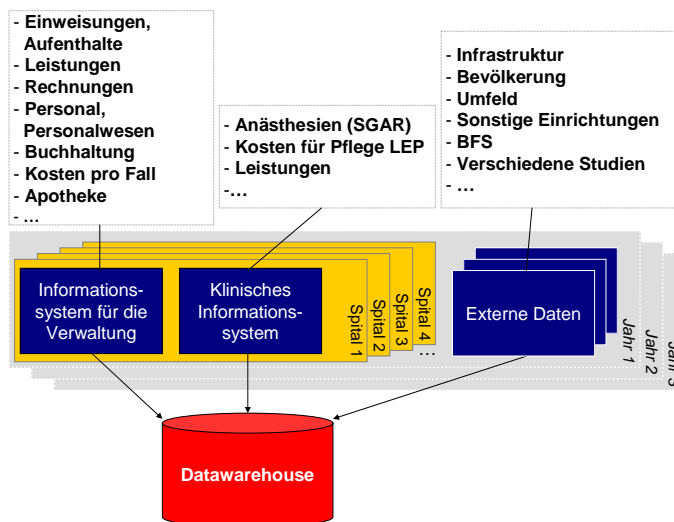 - Einweisungen,
Aufenthalte
- Leistungen
- Rechnungen
- Personal,
Personalwesen
- Buchhaltung
- Kosten pro Fall
- Apotheke
- ...
- Anästhesien (SGAR)
- Kosten für Pflege LEP
- Leistungen
-...
- Infrastruktur
- Bevölkerung
- Umfeld
- Sonstige Einrichtungen
- BFS
- Verschiedene Studien
- ...
Informations-
system für die
Verwaltung
Klinisches
Informations-
system
Spital 1
Spital 2
Spital 3
Spital 4
...
Externe Daten
Jahr 1
Jahr 2
Jahr 3
Datawarehouse